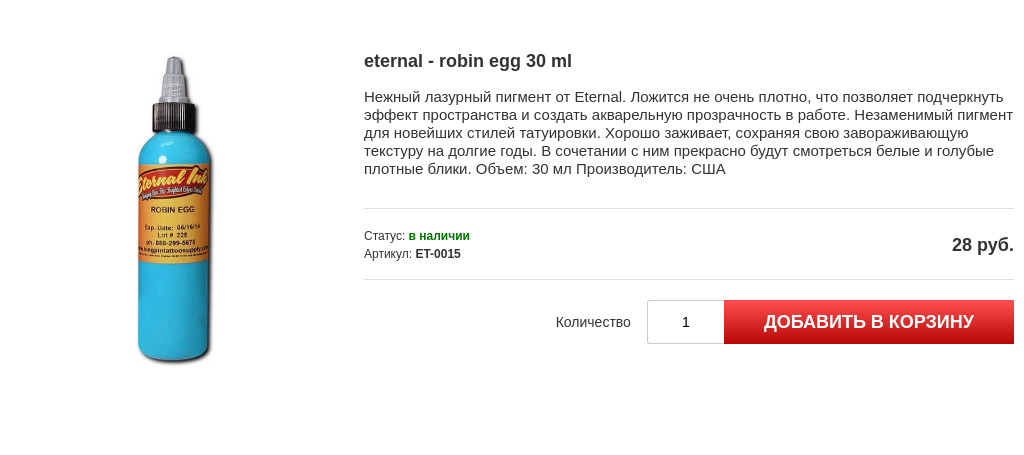 eternal - robin egg 30 ml
Нежный лазурный пигмент от Eternal. Ложится не очень плотно, что позволяет подчеркнуть
эффект пространства и создать акварельную прозрачность в работе. Незаменимый пигмент
для новейших стилей татуировки. Хорошо заживает, сохраняя свою завораживающую
текстуру на долгие годы. В сочетании с ним прекрасно будут смотреться белые и голубые
плотные блики. Объем: 30 мл Производитель: США
Eternal Ink
ROBIN EGG
Exp. Date: 06/16/14
Lot # 228
ph. 888-299-5675
www.kingpintattoosupply.com
Статус: в наличии
Артикул: ET-0015
28 руб.
Количество
1
ДОБАВИТЬ В КОРЗИНУ